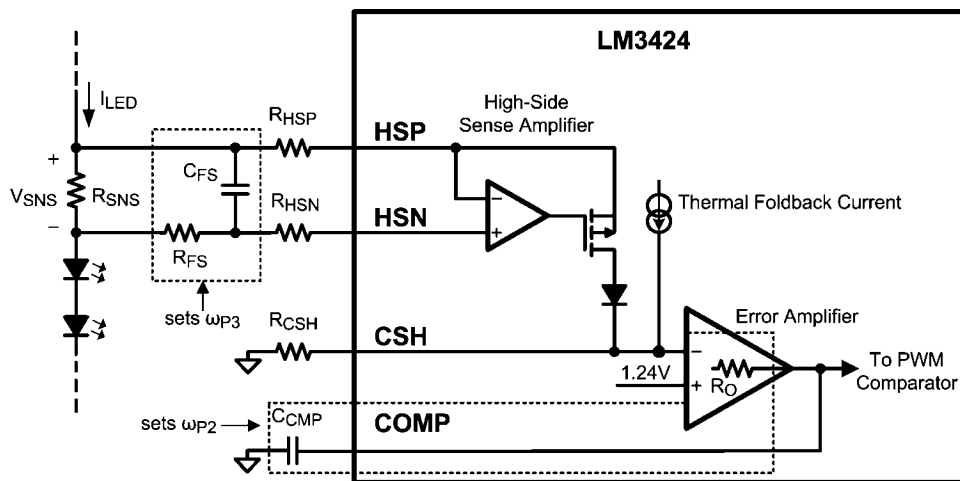 LM3424
I_LED
R_HSP
HSP
High-Side
Sense Amplifier
+
V_SNS
R_SNS
−
C_FS
R_HSN
HSN
−
+
Thermal Foldback Current
R_FS
sets ω_P3
R_CSH
CSH
Error Amplifier
−
1.24V
+
R_O
To PWM
Comparator
sets ω_P2
C_CMP
COMP